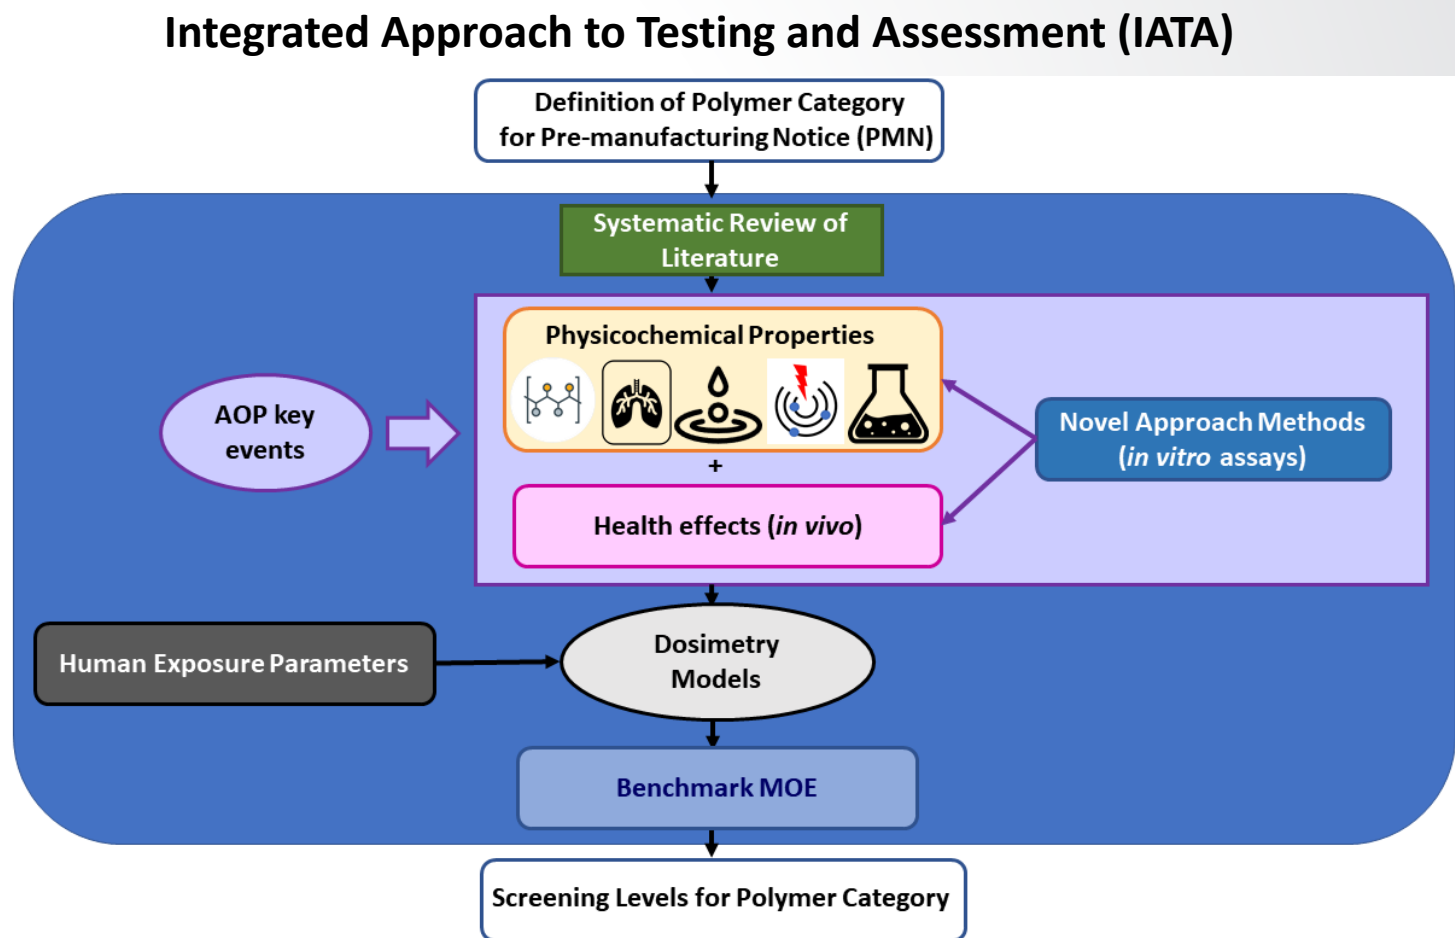 Integrated Approach to Testing and Assessment (IATA)
Definition of Polymer Category
for Pre-manufacturing Notice (PMN)
Systematic Review of
Literature
Physicochemical Properties
AOP key
events
+
Novel Approach Methods
(in vitro assays)
Health effects (in vivo)
Human Exposure Parameters
Dosimetry
Models
Benchmark MOE
Screening Levels for Polymer Category